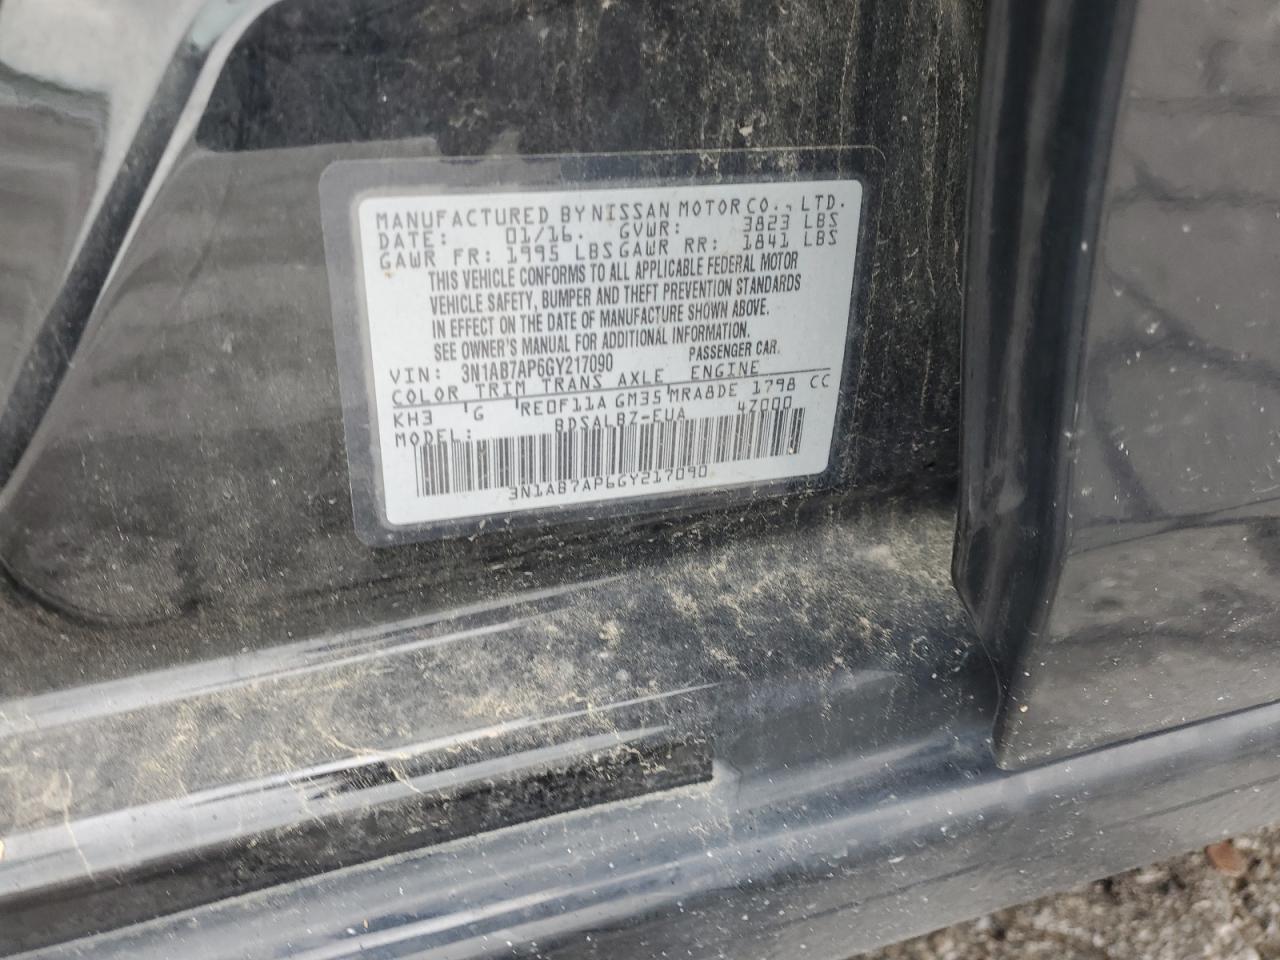 MANUFACTURED BY NISSAN MOTOR CO., LTD.
DATE: 01/16. GVWR: 3823 LBS
GAWR FR: 1995 LBS GAWR RR: 1841 LBS
THIS VEHICLE CONFORMS TO ALL APPLICABLE FEDERAL MOTOR
VEHICLE SAFETY, BUMPER AND THEFT PREVENTION STANDARDS
IN EFFECT ON THE DATE OF MANUFACTURE SHOWN ABOVE.
SEE OWNER'S MANUAL FOR ADDITIONAL INFORMATION.
VIN: 3N1AB7AP6GY217090 PASSENGER CAR.
COLOR TRIM TRANS AXLE ENGINE
KH3 G RE0F11A GM35 MRA8DE 1798 CC
MODEL: BDSALBZ-EUA 4Z000
3N1AB7AP6GY217090